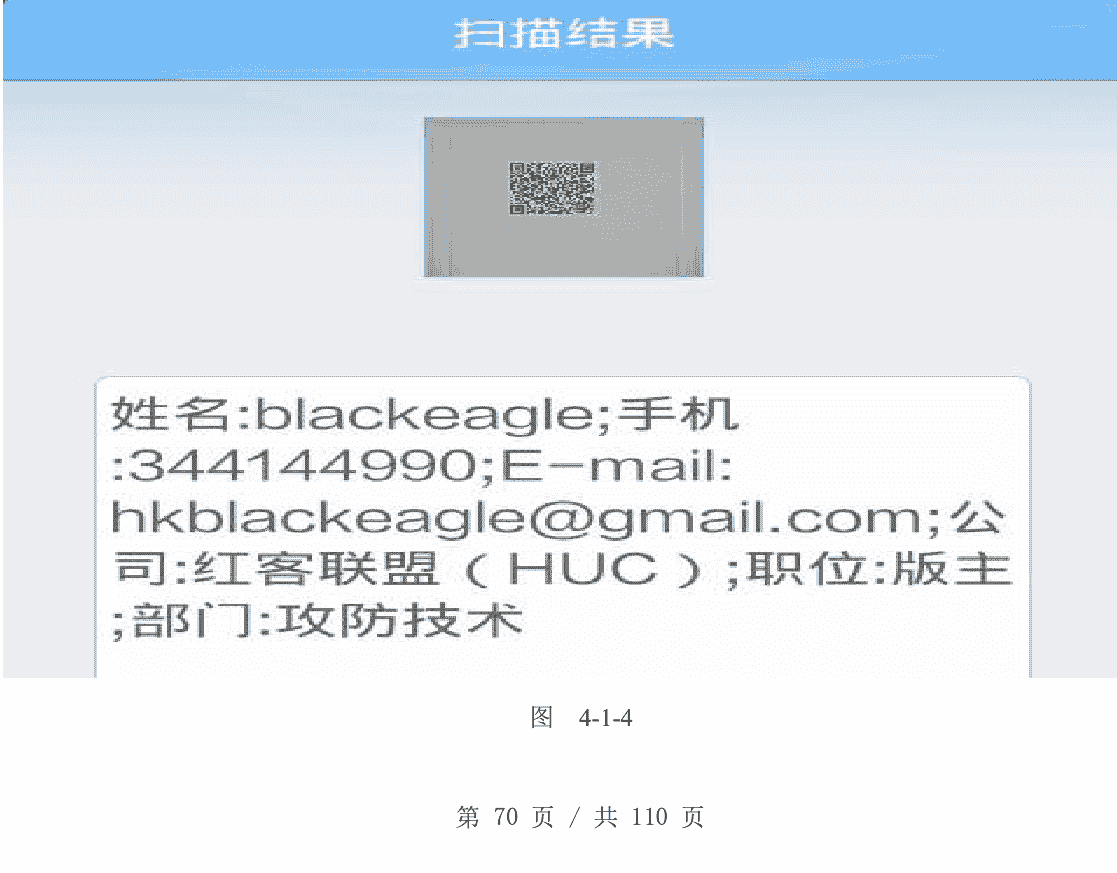 扫描结果
姓名:blackeagle;手机
:344144990;E-mail:
hkblackeagle@gmail.com;公
司:红客联盟（HUC）;职位:版主
;部门:攻防技术
图 4-1-4
第 70 页 / 共 110 页